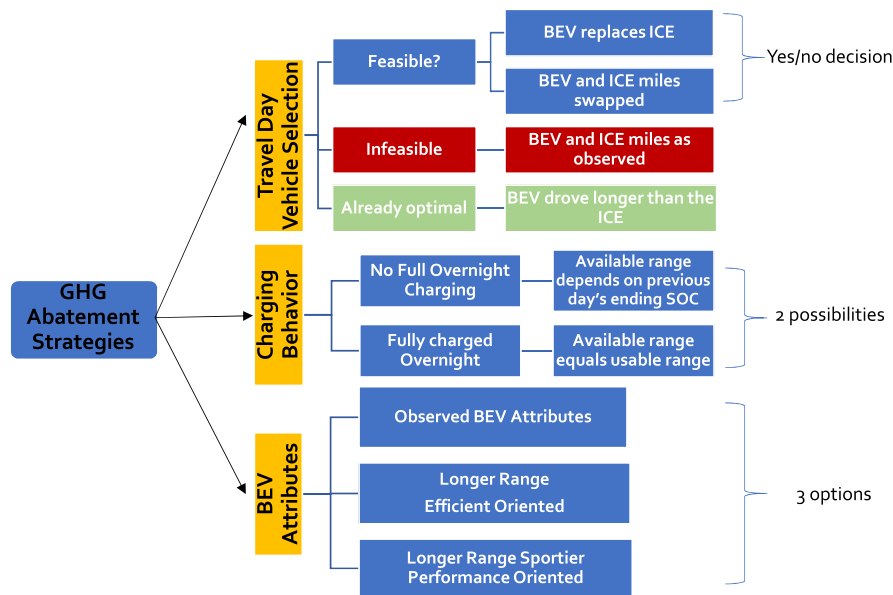 GHG
Abatement
Strategies
Travel Day
Vehicle Selection
Feasible?
BEV replaces ICE
BEV and ICE miles
swapped
Yes/no decision
Infeasible
BEV and ICE miles as
observed
Already optimal
BEV drove longer than the
ICE
Charging
Behavior
No Full Overnight
Charging
Available range
depends on previous
day's ending SOC
Fully charged
Overnight
Available range
equals usable range
2 possibilities
BEV
Attributes
Observed BEV Attributes
Longer Range
Efficient Oriented
Longer Range Sportier
Performance Oriented
3 options